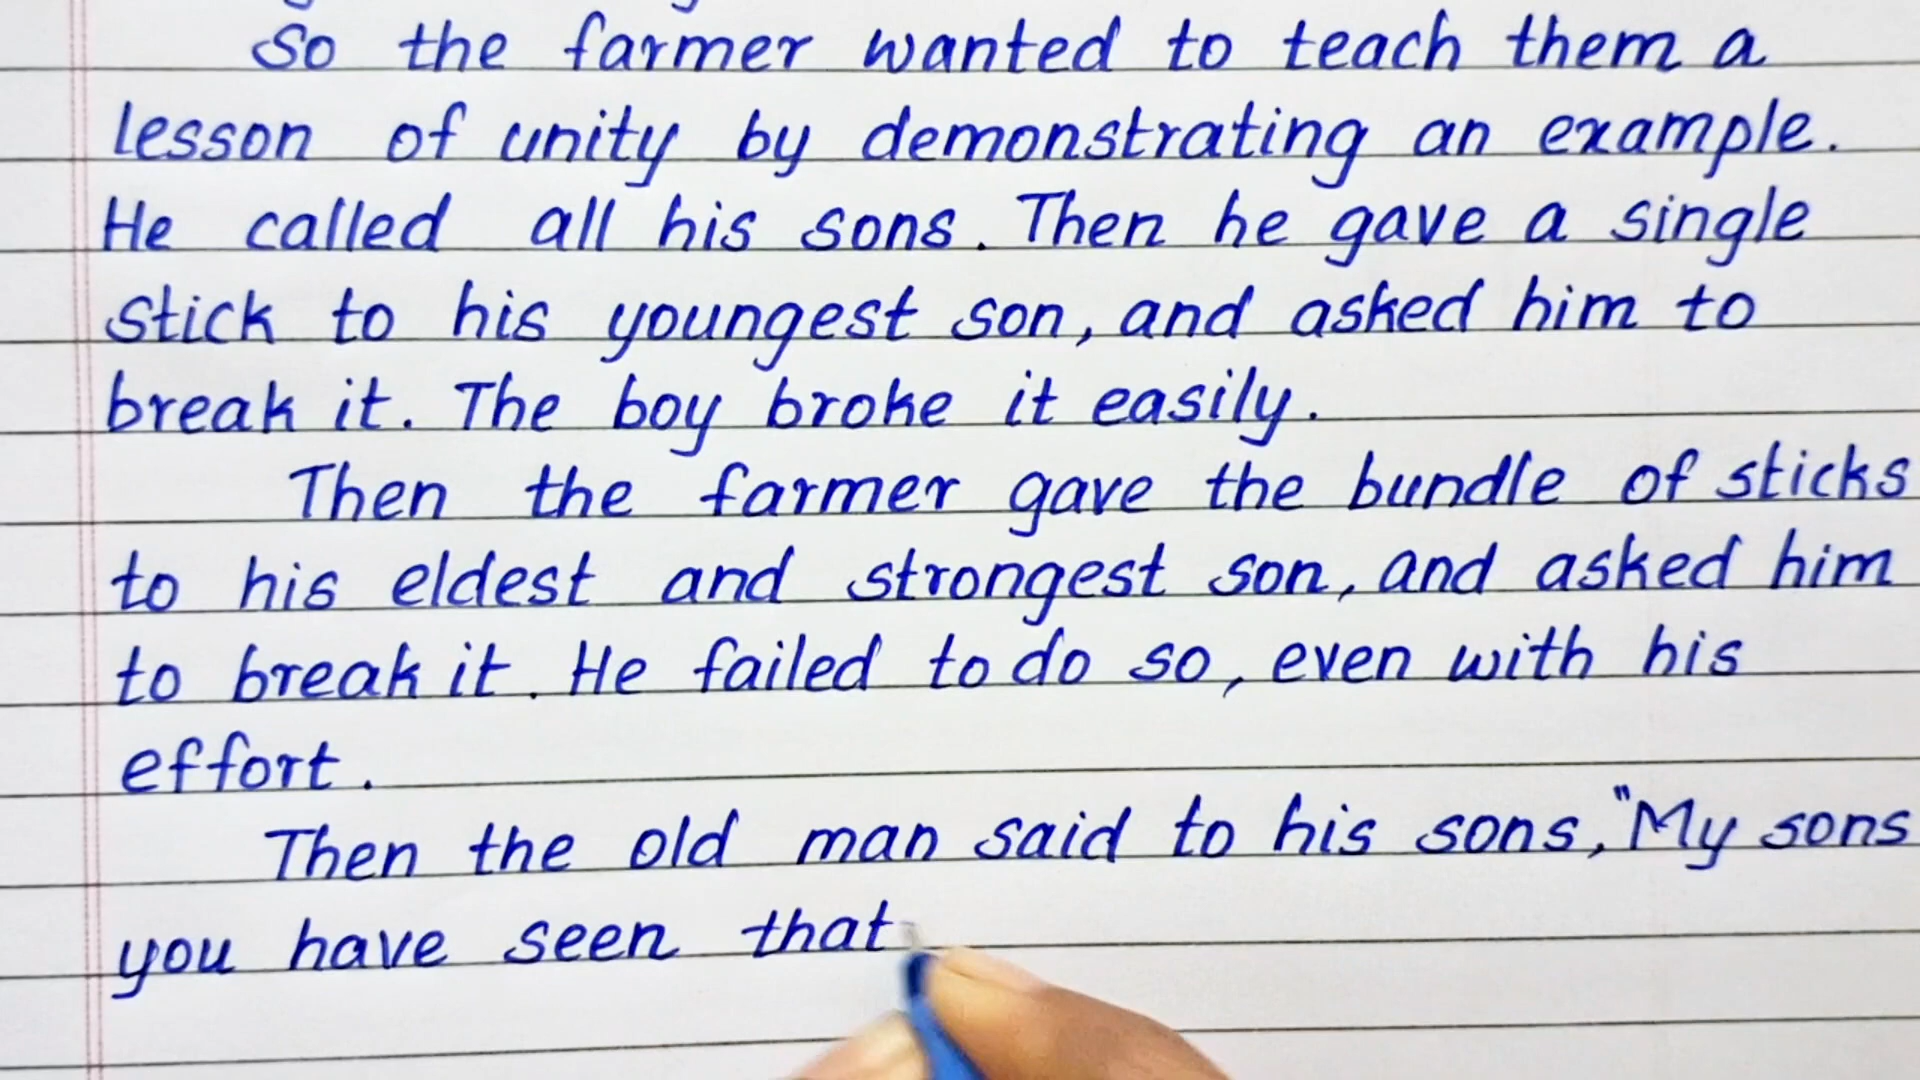 So the farmer wanted to teach them a
lesson of unity by demonstrating an example.
He called all his sons. Then he gave a single
stick to his youngest son, and asked him to
break it. The boy broke it easily.
Then the farmer gave the bundle of sticks
to his eldest and strongest son, and asked him
to break it. He failed to do so, even with his
effort.
Then the old man said to his sons, "My sons
you have seen that